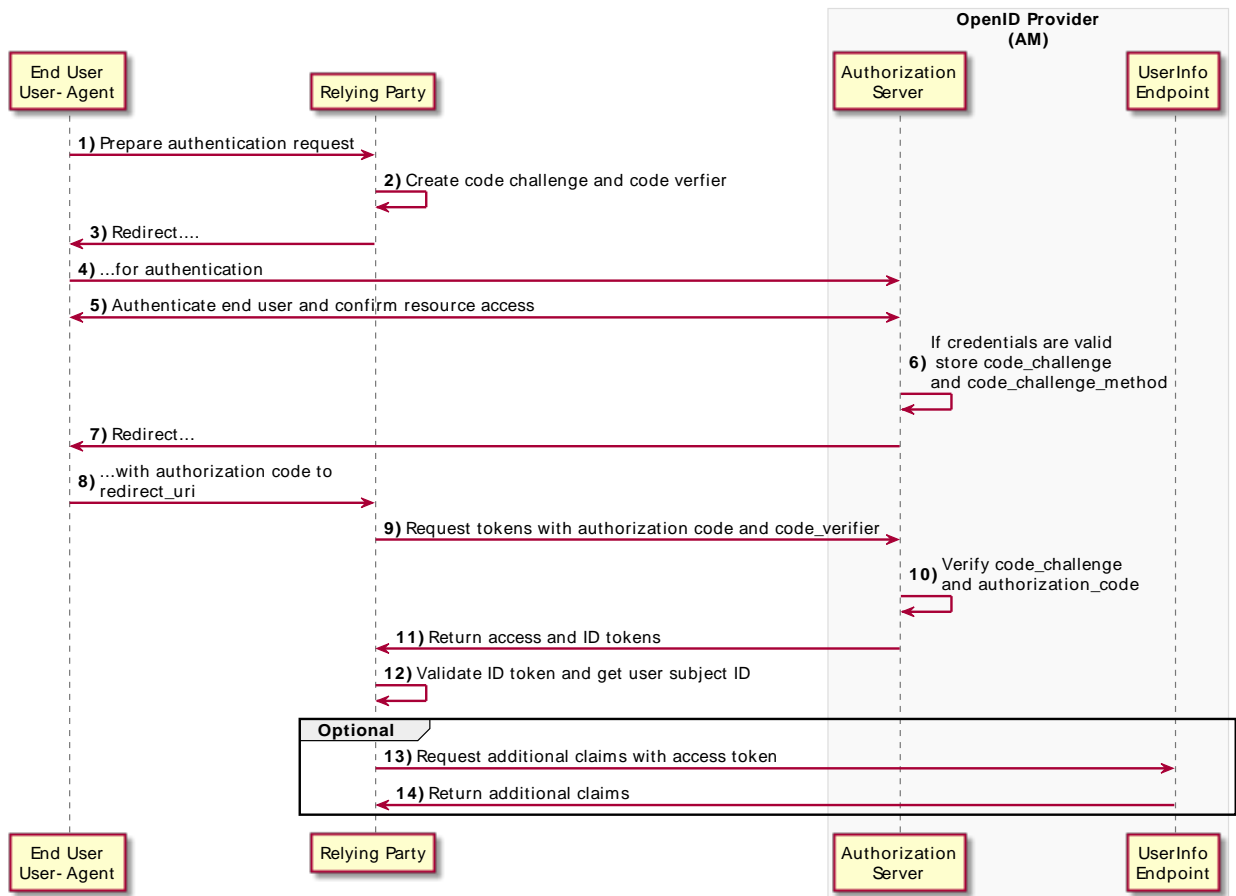 OpenID Provider
(AM)
End User
User- Agent
Relying Party
Authorization
Server
UserInfo
Endpoint
1) Prepare authentication request
2) Create code challenge and code verfier
3) Redirect....
4) ...for authentication
5) Authenticate end user and confirm resource access
If credentials are valid
6) store code_challenge
and code_challenge_method
7) Redirect...
8) ...with authorization code to
redirect_uri
9) Request tokens with authorization code and code_verifier
10) Verify code_challenge
and authorization_code
11) Return access and ID tokens
12) Validate ID token and get user subject ID
Optional
13) Request additional claims with access token
14) Return additional claims
End User
User- Agent
Relying Party
Authorization
Server
UserInfo
Endpoint